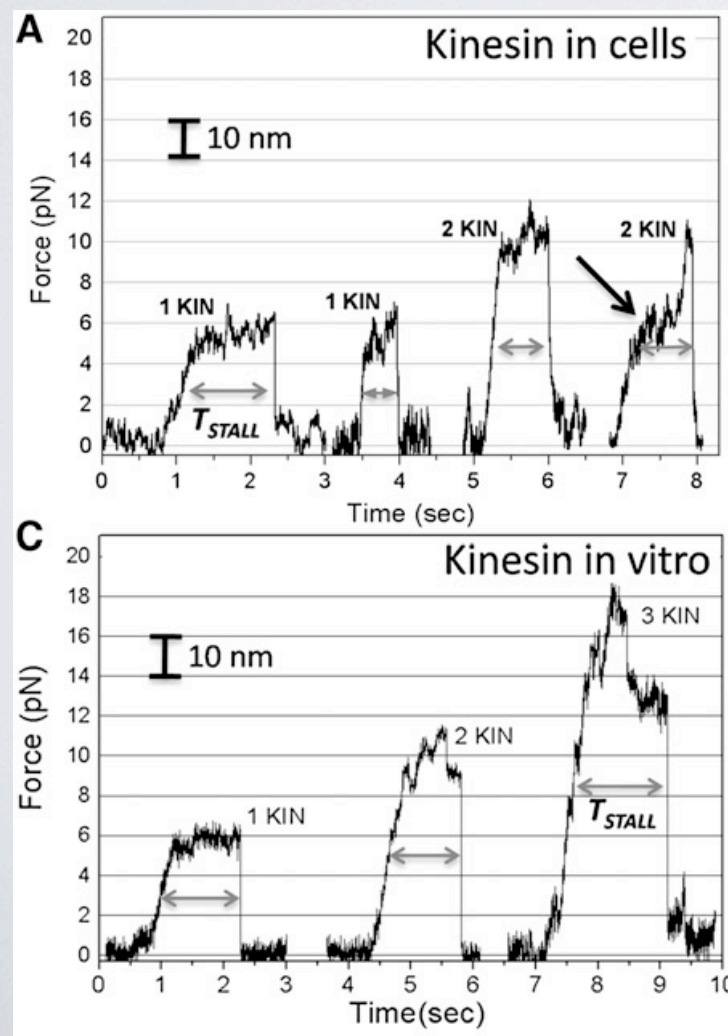 A
Kinesin in cells
Force (pN)
20
18
16
14
12
10
8
6
4
2
0
10 nm
1 KIN
1 KIN
2 KIN
2 KIN
T_STALL
0 1 2 3 4 5 6 7 8
Time (sec)
C
Kinesin in vitro
Force (pN)
20
18
16
14
12
10
8
6
4
2
0
10 nm
1 KIN
2 KIN
3 KIN
T_STALL
0 1 2 3 4 5 6 7 8 9 10
Time(sec)